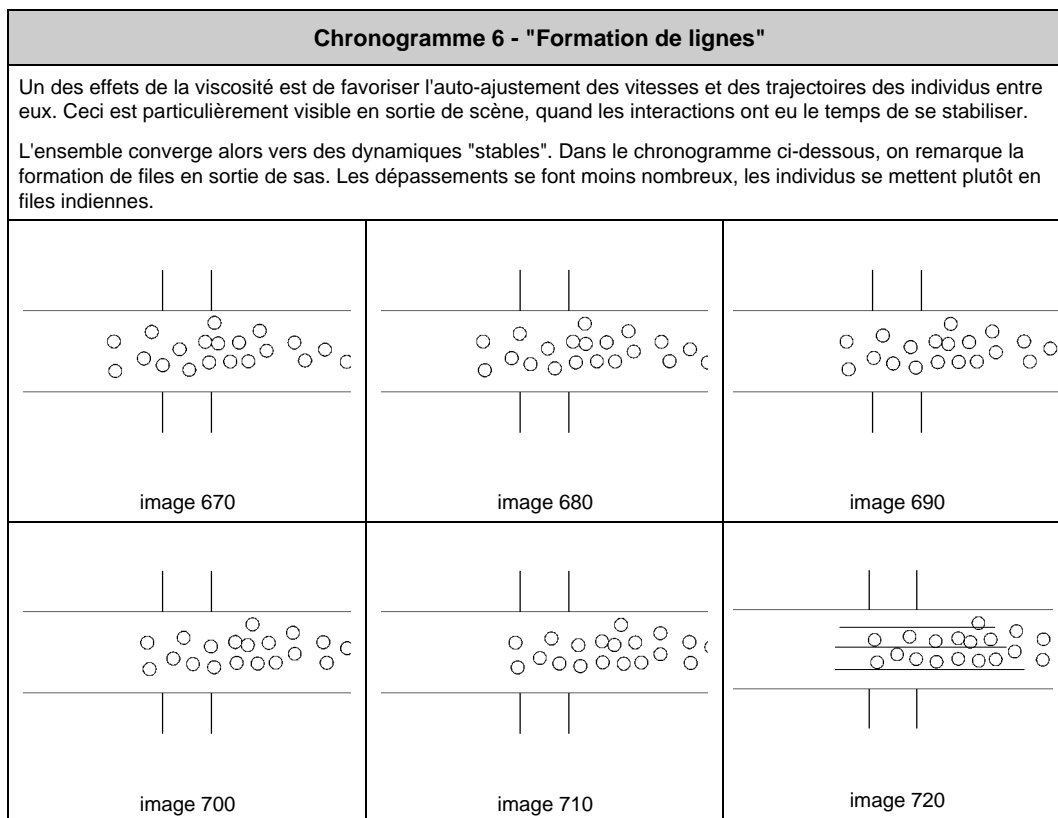 Chronogramme 6 - "Formation de lignes"
Un des effets de la viscosité est de favoriser l'auto-ajustement des vitesses et des trajectoires des individus entre
eux. Ceci est particulièrement visible en sortie de scène, quand les interactions ont eu le temps de se stabiliser.
L'ensemble converge alors vers des dynamiques "stables". Dans le chronogramme ci-dessous, on remarque la
formation de files en sortie de sas. Les dépassements se font moins nombreux, les individus se mettent plutôt en
files indiennes.
image 670
image 680
image 690
image 700
image 710
image 720